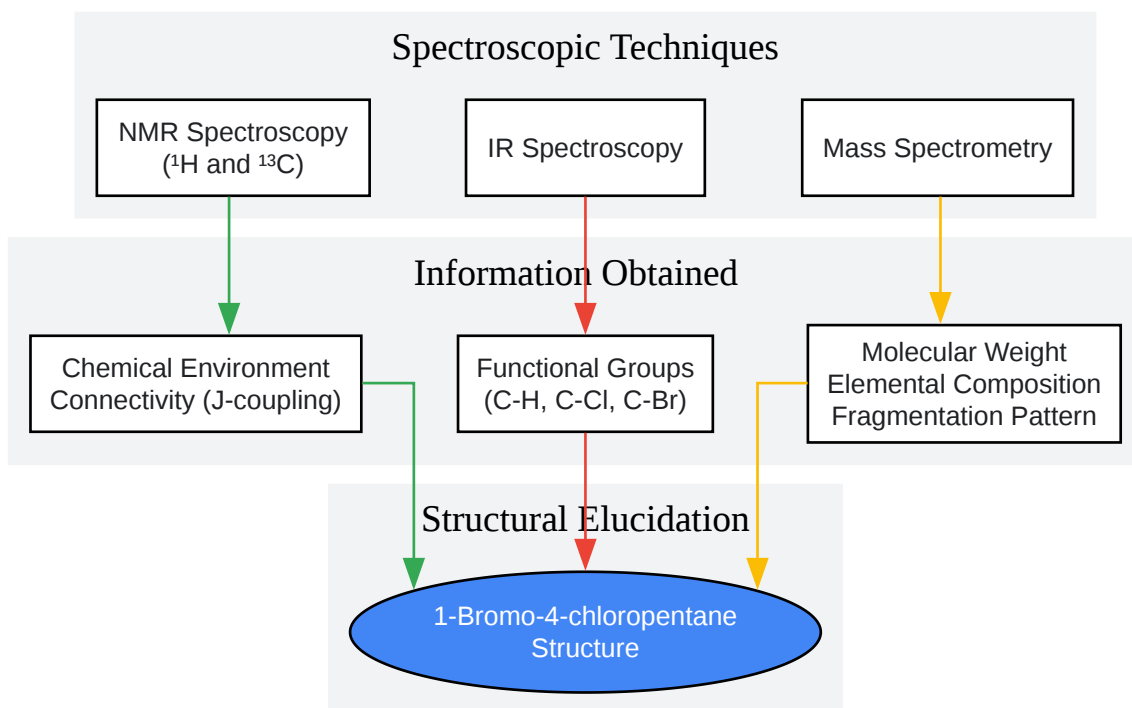 Spectroscopic Techniques
NMR Spectroscopy
(¹H and ¹³C)
IR Spectroscopy
Mass Spectrometry
Information Obtained
Chemical Environment
Connectivity (J-coupling)
Functional Groups
(C-H, C-Cl, C-Br)
Molecular Weight
Elemental Composition
Fragmentation Pattern
Structural Elucidation
1-Bromo-4-chloropentane
Structure